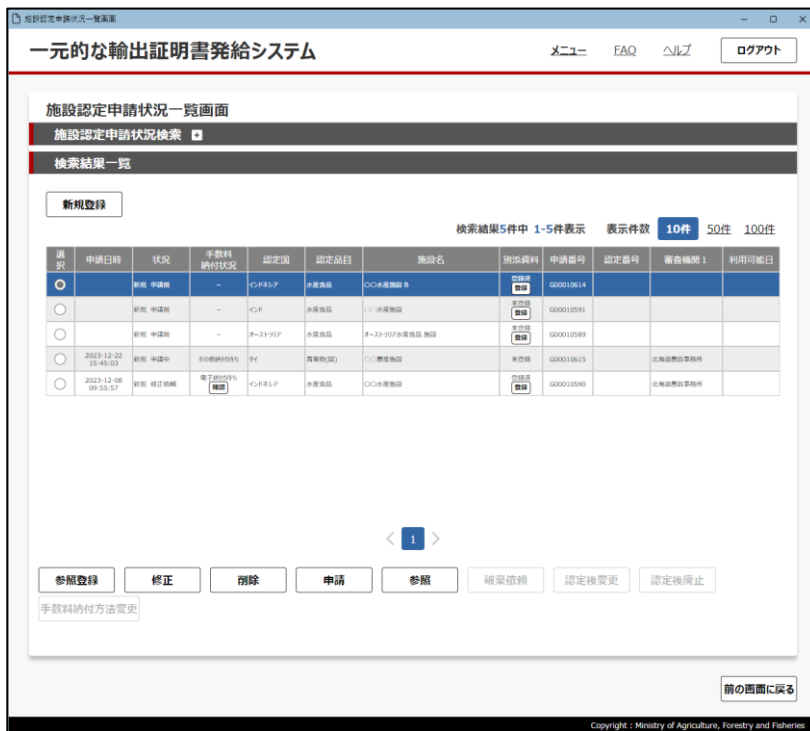 施設認定申請状況一覧画面
一元的な輸出証明書発給システム
メニュー FAQ ヘルプ ログアウト
施設認定申請状況一覧画面
施設認定申請状況検索
検索結果一覧
新規登録
検索結果5件中 1-5件表示 表示件数 10件 50件 100件
選択 申請日時 状況 手数料納付状況 認定国 認定品目 施設名 別添資料 申請番号 認定番号 審査機関1 利用可能日
新規 申請前 − インドネシア 水産食品 〇〇水産施設 B 登録済 登録 G00010614
新規 申請前 − インド 水産食品 □□水産施設 未登録 登録 G00010591
新規 申請前 − オーストラリア 水産食品 オーストラリア水産食品 施設 未登録 登録 G00010589
2023-12-22 15:45:03 新規 申請中 その他納付待ち タイ 青果物(国) 〇〇農産施設 未登録 G00010615 北海道農政事務所
2023-12-08 09:55:57 新規 修正依頼 電子納付待ち 確認 インドネシア 水産食品 〇〇水産施設 登録済 登録 G00010590 北海道農政事務所
< 1 >
参照登録 修正 削除 申請 参照 破棄依頼 認定後変更 認定後廃止
手数料納付方法変更
前の画面に戻る
Copyright : Ministry of Agriculture, Forestry and Fisheries